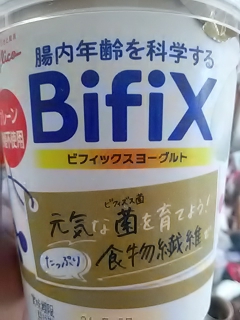 腸内年齢を科学する
BifiX
ビフィックスヨーグルト
ビフィズス菌
元気な菌を育てよう!
たっぷり食物繊維で